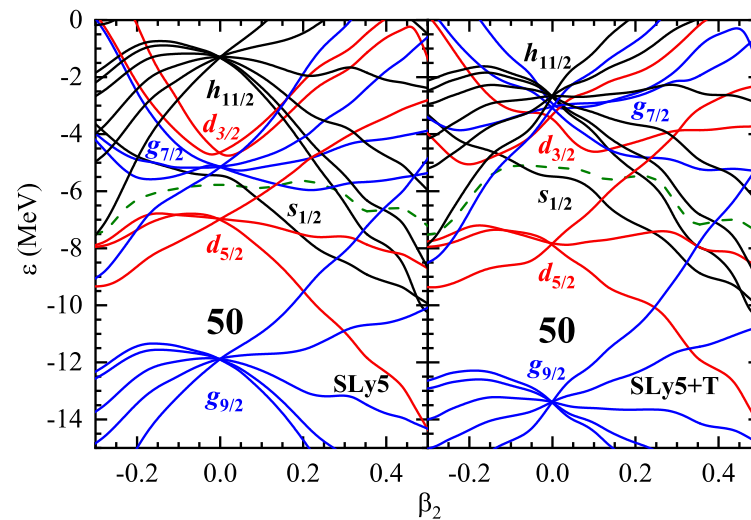 0
-2
-4
-6
-8
-10
-12
-14
ε (MeV)
h11/2
d3/2
g7/2
s1/2
d5/2
50
g9/2
SLy5
h11/2
g7/2
d3/2
s1/2
d5/2
50
g9/2
SLy5+T
-0.2 0.0 0.2 0.4 -0.2 0.0 0.2 0.4
β2